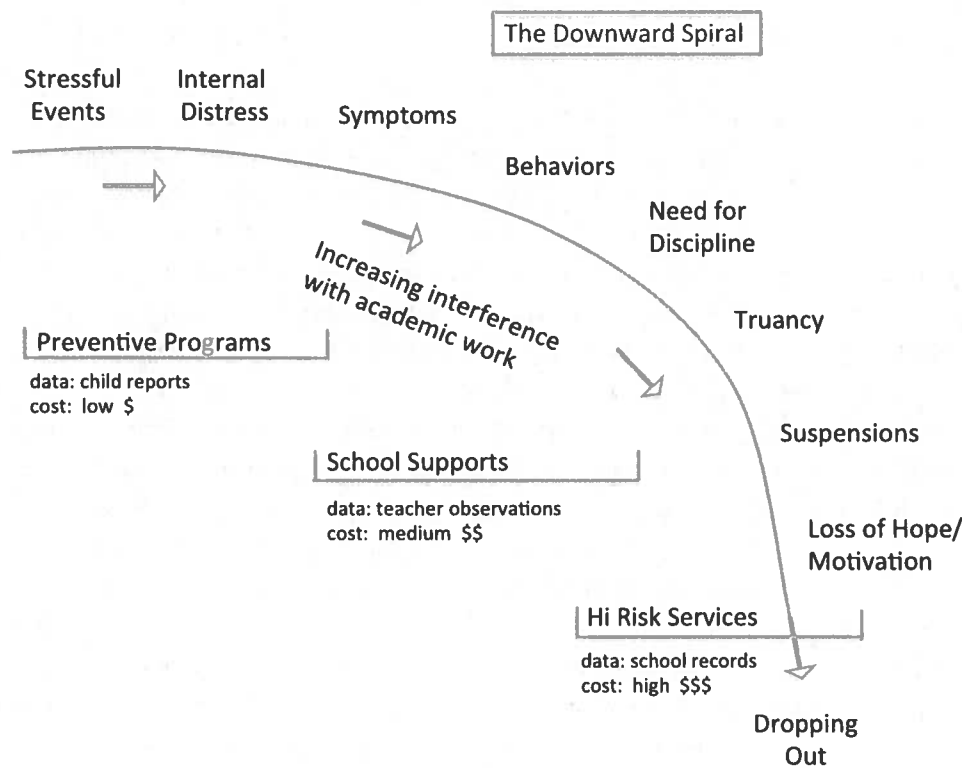 The Downward Spiral
Stressful
Events
Internal
Distress
Symptoms
Behaviors
Need for
Discipline
Truancy
Suspensions
Loss of Hope/
Motivation
Dropping
Out
Increasing interference
with academic work
Preventive Programs
data: child reports
cost: low $
School Supports
data: teacher observations
cost: medium $$
Hi Risk Services
data: school records
cost: high $$$